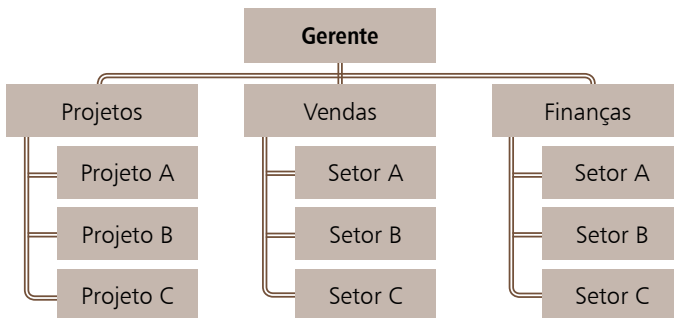 Gerente
Projetos
Vendas
Finanças
Projeto A
Setor A
Setor A
Projeto B
Setor B
Setor B
Projeto C
Setor C
Setor C